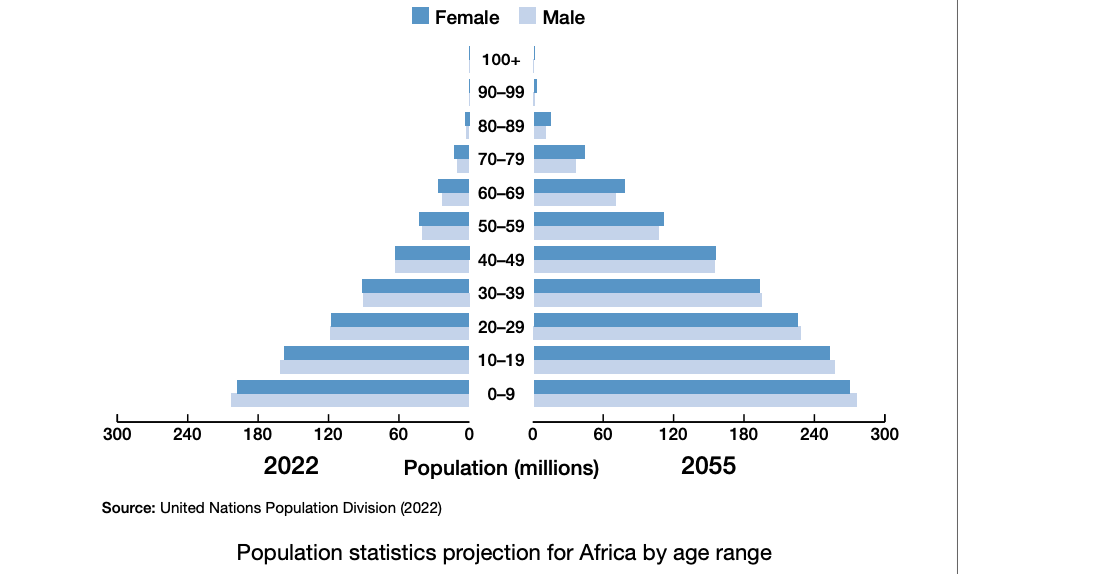 Female Male
100+
90–99
80–89
70–79
60–69
50–59
40–49
30–39
20–29
10–19
0–9
300 240 180 120 60 0 0 60 120 180 240 300
2022 Population (millions) 2055
Source: United Nations Population Division (2022)
Population statistics projection for Africa by age range